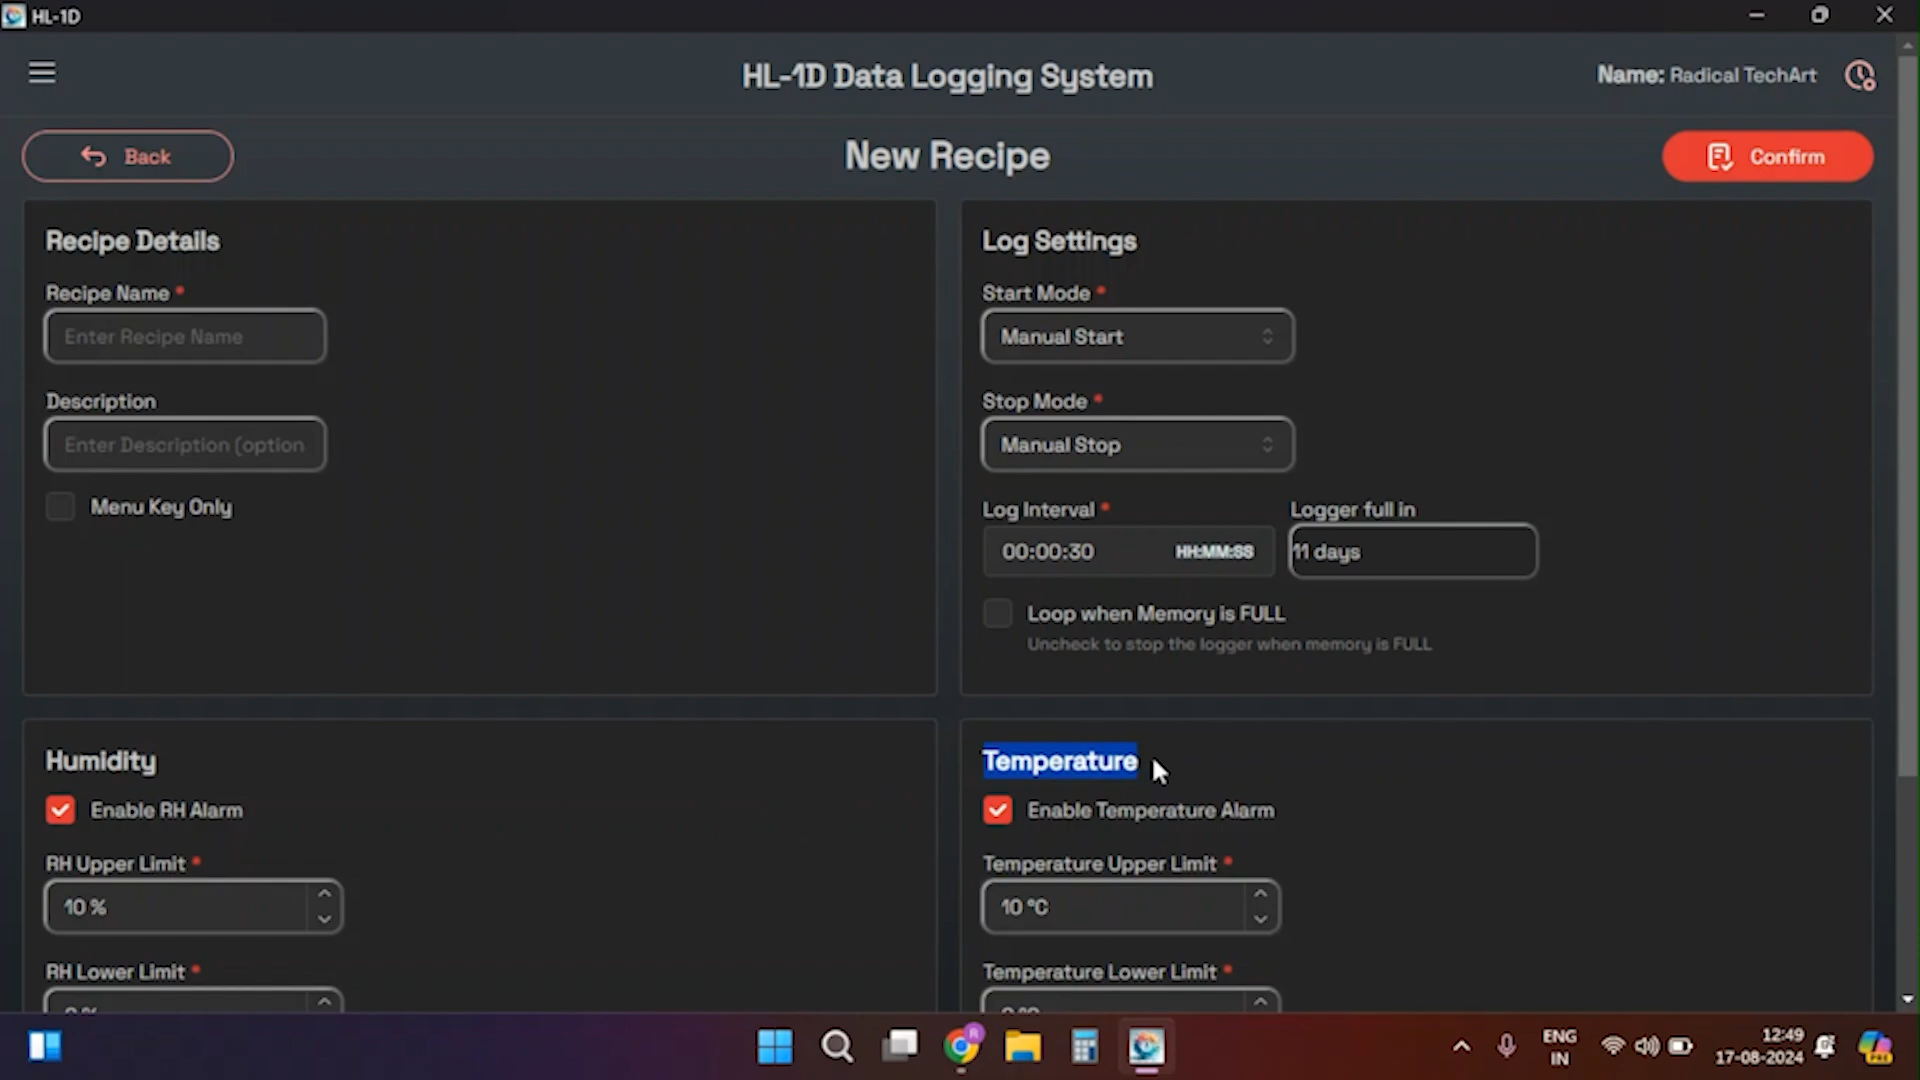 HL-1D
HL-1D Data Logging System
Name: Radical TechArt
Back
New Recipe
Confirm
Recipe Details
Recipe Name *
Enter Recipe Name
Description
Enter Description (option
Menu Key Only
Log Settings
Start Mode *
Manual Start
Stop Mode *
Manual Stop
Log Interval * Logger full in
00:00:30 HH:MM:SS 11 days
Loop when Memory is FULL
Uncheck to stop the logger when memory is FULL
Humidity
Enable RH Alarm
RH Upper Limit *
10 %
RH Lower Limit *
Temperature
Enable Temperature Alarm
Temperature Upper Limit *
10 °C
Temperature Lower Limit *
R
ENG
IN
12:49
17-08-2024
PRE